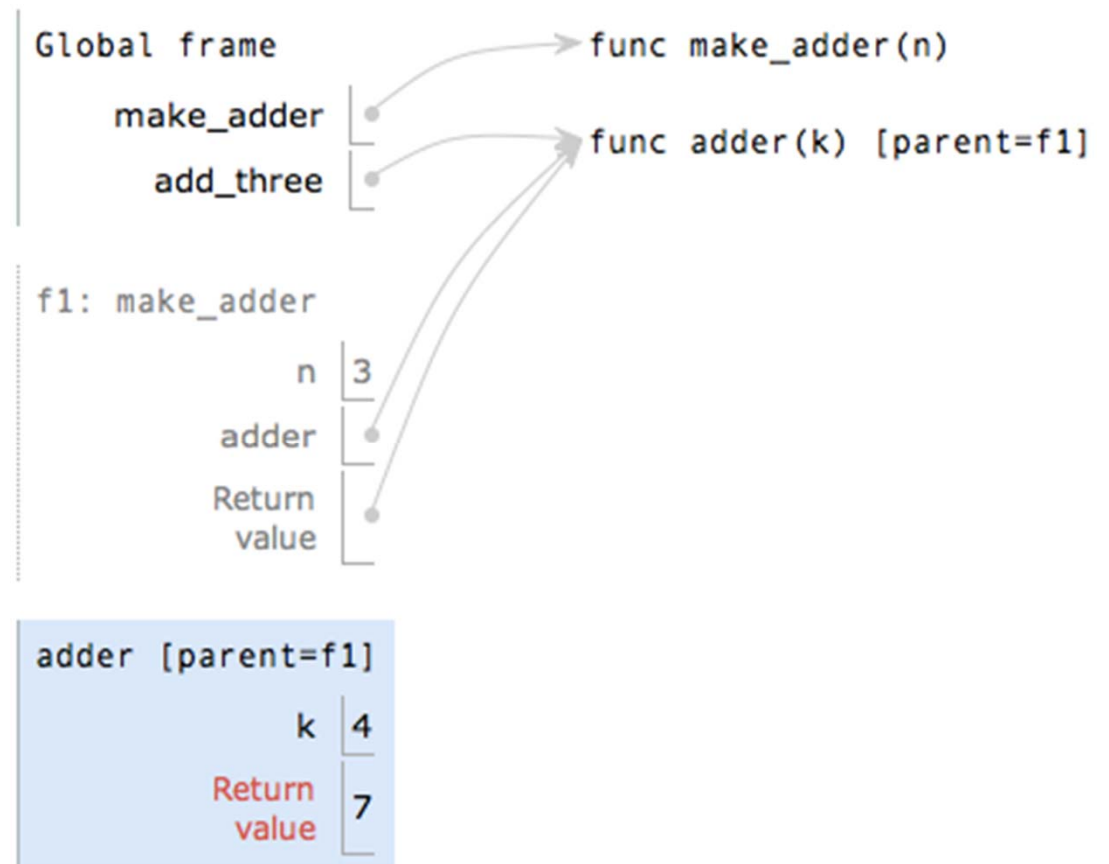 Global frame
func make_adder(n)
make_adder
func adder(k) [parent=f1]
add_three
f1: make_adder
n 3
adder
Return
value
adder [parent=f1]
k 4
Return
value 7